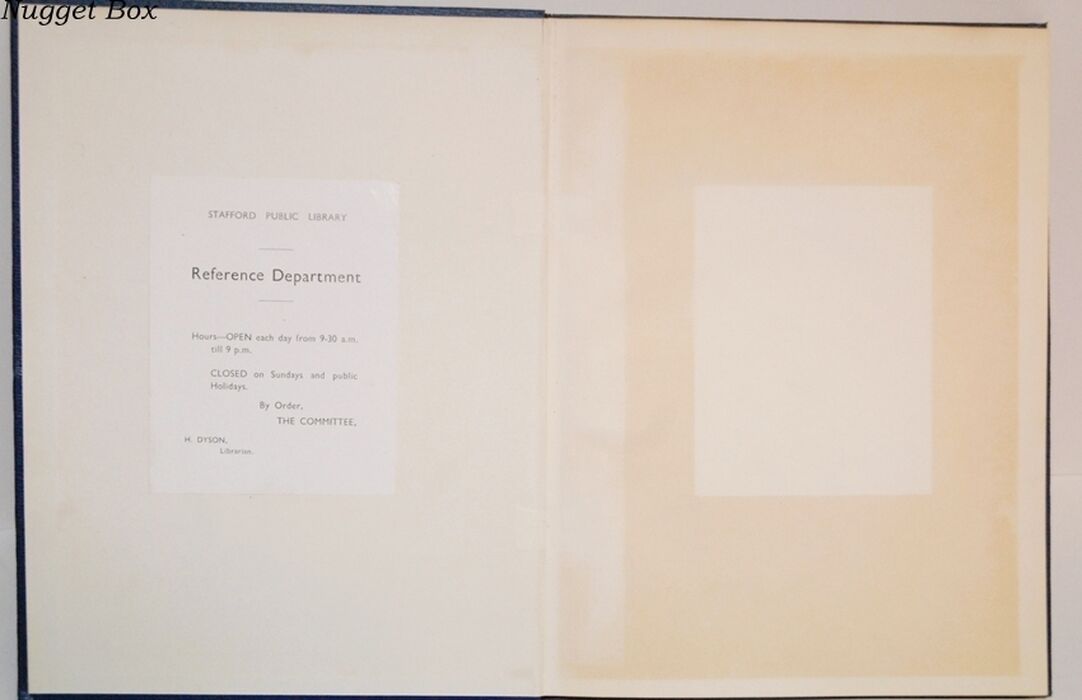 Nugget Box
STAFFORD PUBLIC LIBRARY
Reference Department
Hours—OPEN each day from 9-30 a.m.
till 9 p.m.
CLOSED on Sundays and public
Holidays.
By Order,
THE COMMITTEE,
H. DYSON,
Librarian.